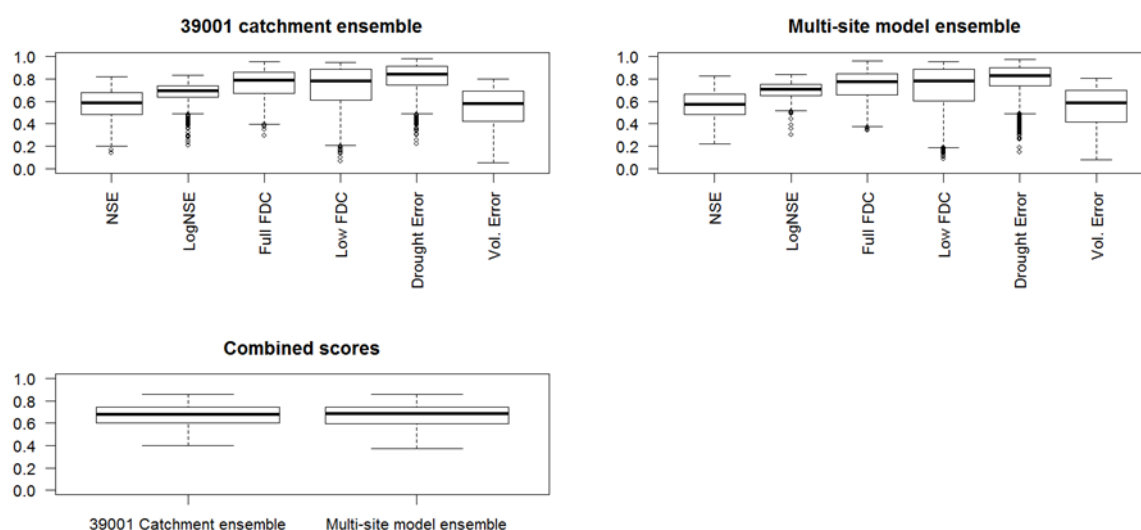 39001 catchment ensemble
1.0
0.8
0.6
0.4
0.2
0.0
NSE
LogNSE
Full FDC
Low FDC
Drought Error
Vol. Error
Multi-site model ensemble
1.0
0.8
0.6
0.4
0.2
0.0
NSE
LogNSE
Full FDC
Low FDC
Drought Error
Vol. Error
Combined scores
1.0
0.8
0.6
0.4
0.2
0.0
39001 Catchment ensemble
Multi-site model ensemble